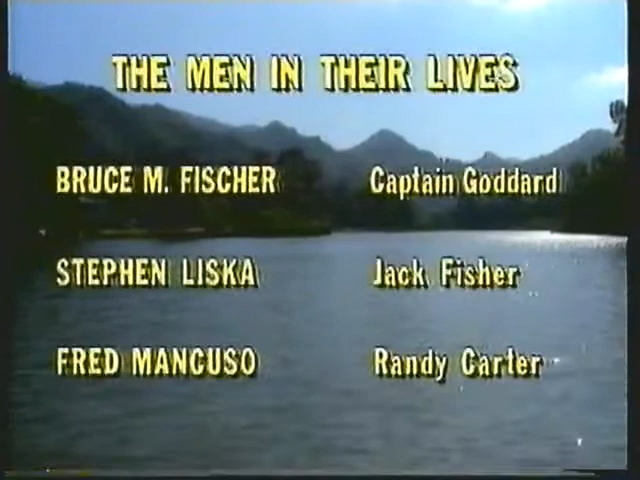 THE MEN IN THEIR LIVES
BRUCE M. FISCHER Captain Goddard
STEPHEN LISKA Jack Fisher
FRED MANCUSO Randy Carter